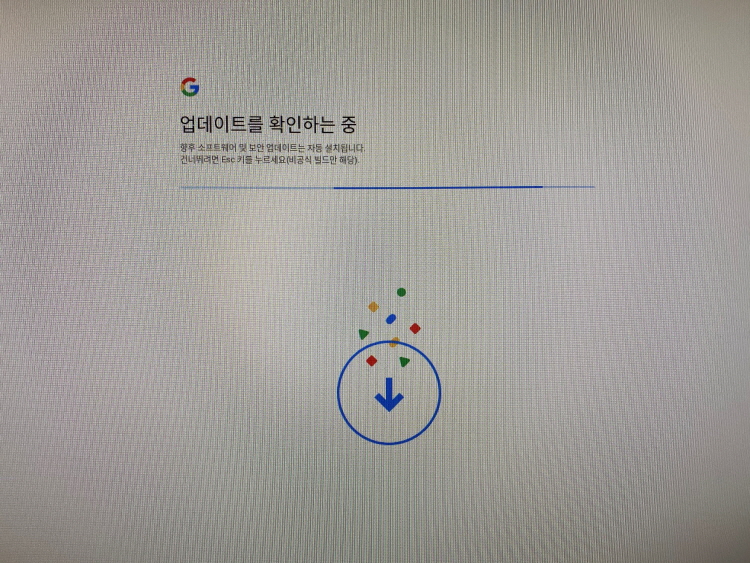 G
업데이트를 확인하는 중
향후 소프트웨어 및 보안 업데이트는 자동 설치됩니다.
건너뛰려면 Esc 키를 누르세요(비공식 빌드만 해당).